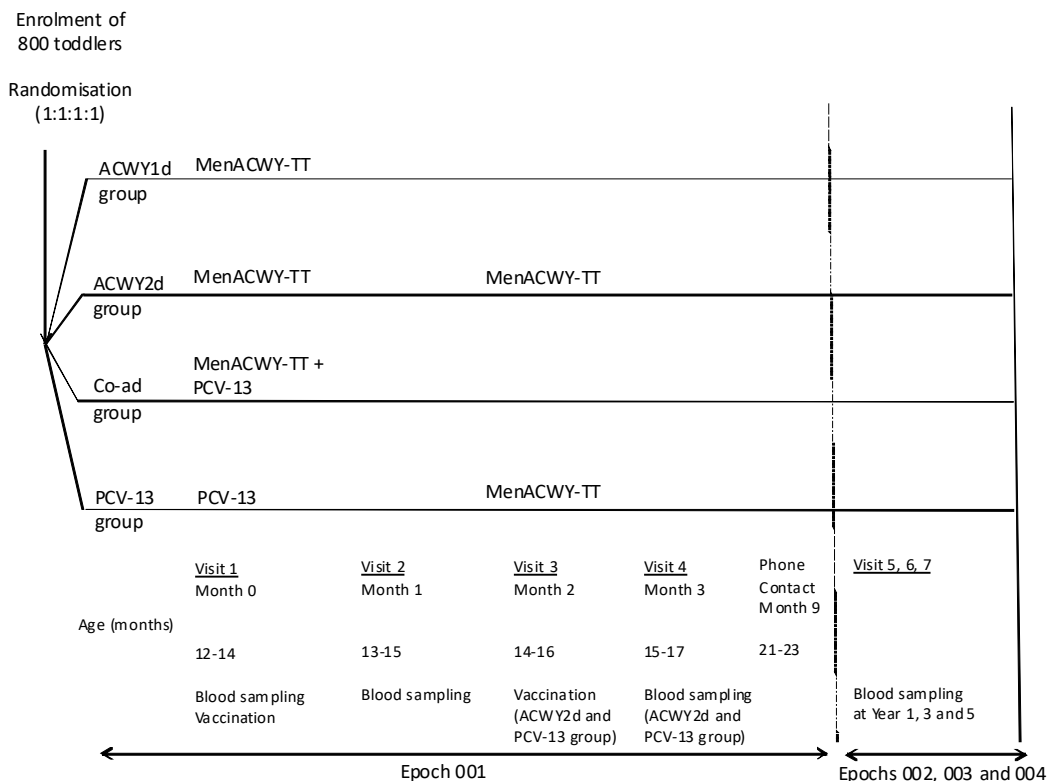 Enrolment of
800 toddlers
Randomisation
(1:1:1:1)
ACWY1d
group
MenACWY-TT
ACWY2d
group
MenACWY-TT
MenACWY-TT
Co-ad
group
MenACWY-TT +
PCV-13
PCV-13
group
PCV-13
MenACWY-TT
Visit 1
Month 0
Visit 2
Month 1
Visit 3
Month 2
Visit 4
Month 3
Phone
Contact
Month 9
Visit 5, 6, 7
Age (months)
12-14
13-15
14-16
15-17
21-23
Blood sampling
Vaccination
Blood sampling
Vaccination
(ACWY2d and
PCV-13 group)
Blood sampling
(ACWY2d and
PCV-13 group)
Blood sampling
at Year 1, 3 and 5
Epoch 001
Epochs 002, 003 and 004